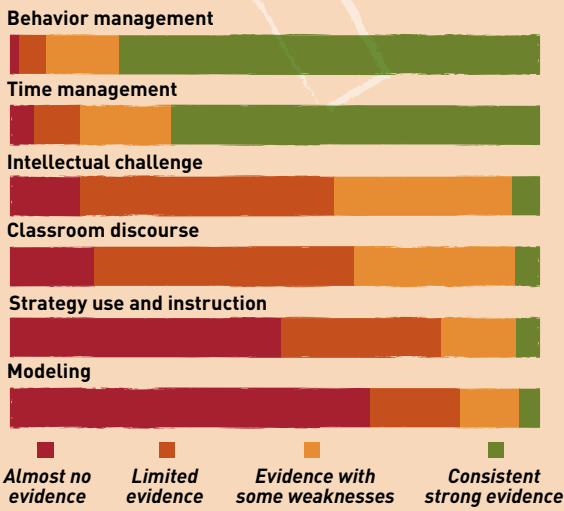 Behavior management
Time management
Intellectual challenge
Classroom discourse
Strategy use and instruction
Modeling
Almost no
evidence
Limited
evidence
Evidence with
some weaknesses
Consistent
strong evidence